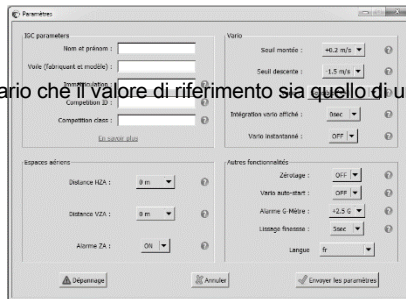 Paramètres
IGC parameters
Nom et prénom :
Voile (fabriquant et modèle) :
Immatriculation :
Competition ID :
Competition class :
En savoir plus
Vario
Seuil montée : +0.2 m/s
Seuil descente : -1.5 m/s
ario che il valore di riferimento sia quello di u
Intégration vario affiché : 0sec
Vario instantanné : OFF
Espaces aériens
Distance HZA : 0 m
Distance VZA : 0 m
Alarme ZA : ON
Autres fonctionnalités
Zérotage : OFF
Vario auto-start : OFF
Alarme G-Mètre : +2.5 G
Lissage finesse : 5sec
Langue fr
Dépannage
Annuler
Envoyer les paramètres